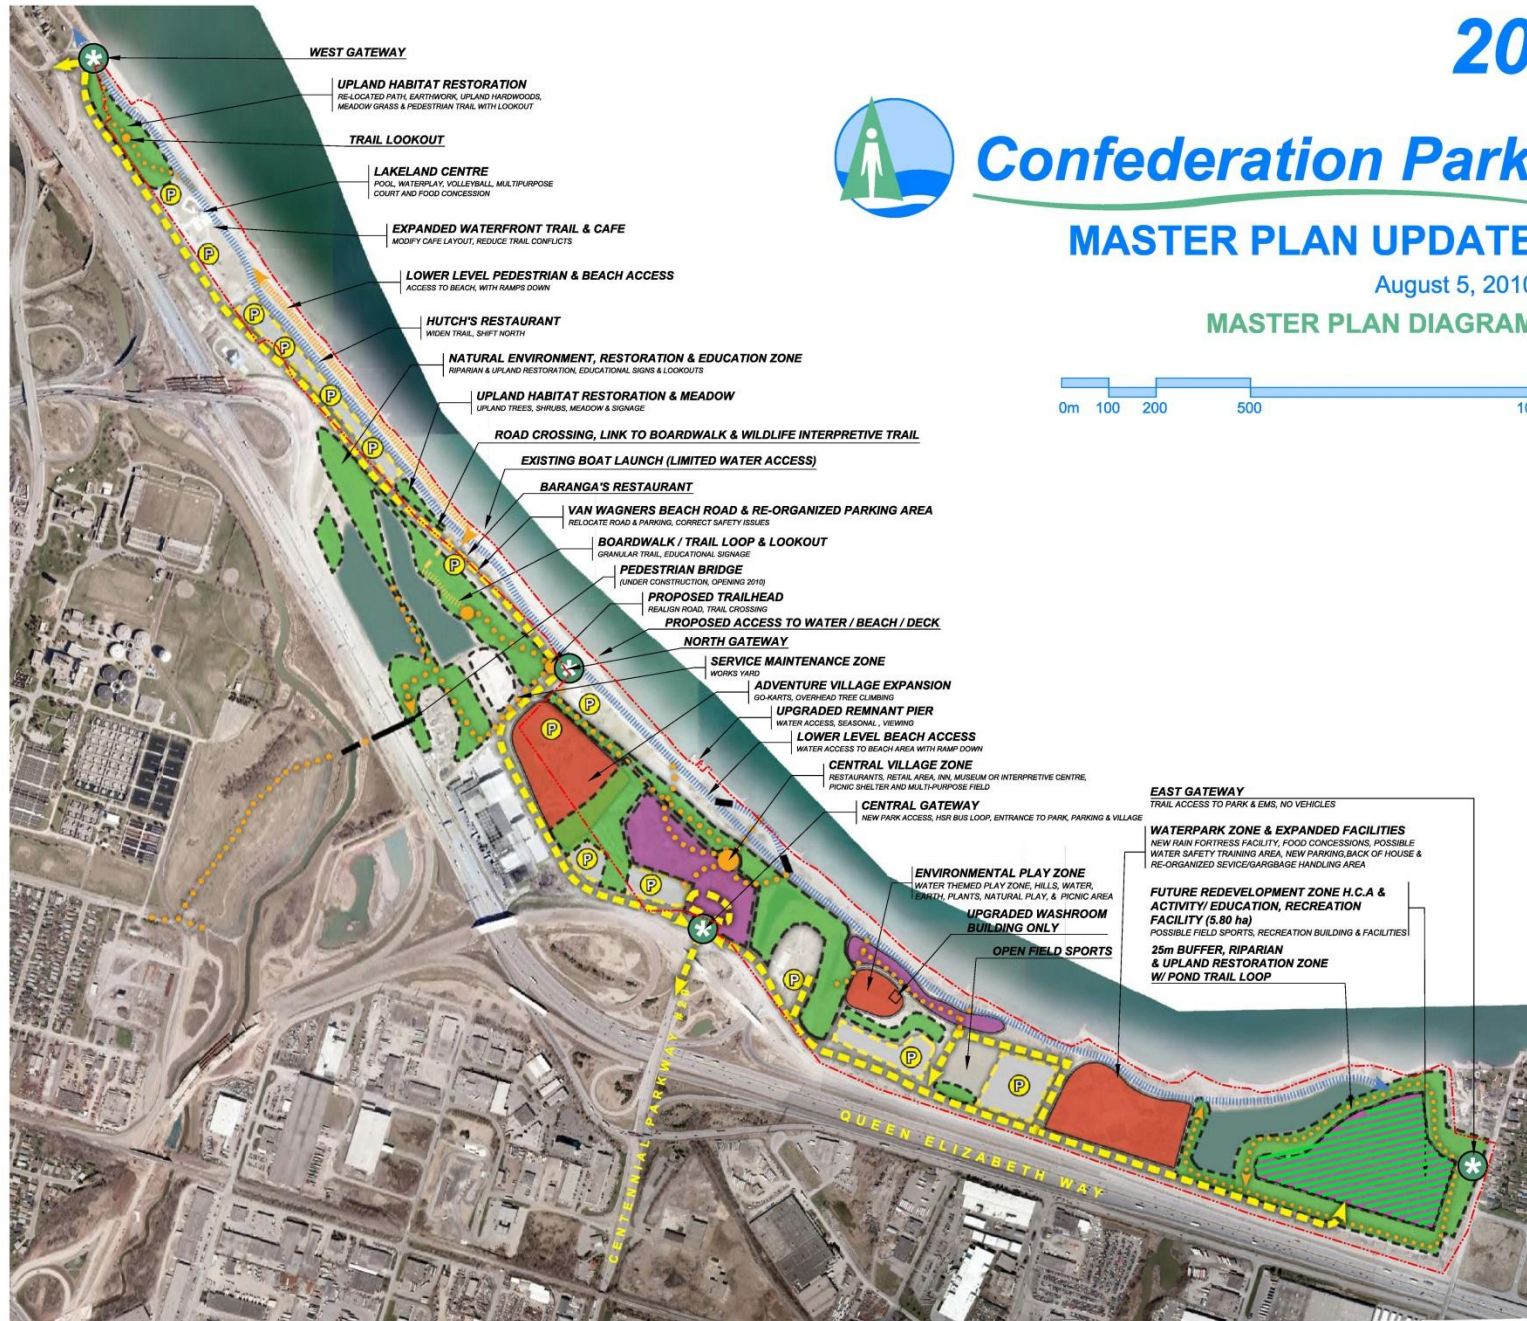 20
Confederation Park
MASTER PLAN UPDATE
August 5, 2010
MASTER PLAN DIAGRAM
0m 100 200 500 10
WEST GATEWAY
UPLAND HABITAT RESTORATION
RE-LOCATED PATH, EARTHWORK, UPLAND HARDWOODS,
MEADOW GRASS & PEDESTRIAN TRAIL WITH LOOKOUT
TRAIL LOOKOUT
LAKELAND CENTRE
POOL, WATERPLAY, VOLLEYBALL, MULTIPURPOSE
COURT AND FOOD CONCESSION
EXPANDED WATERFRONT TRAIL & CAFE
MODIFY CAFE LAYOUT, REDUCE TRAIL CONFLICTS
LOWER LEVEL PEDESTRIAN & BEACH ACCESS
ACCESS TO BEACH, WITH RAMPS DOWN
HUTCH'S RESTAURANT
WIDEN TRAIL, SHIFT NORTH
NATURAL ENVIRONMENT, RESTORATION & EDUCATION ZONE
RIPARIAN & UPLAND RESTORATION, EDUCATIONAL SIGNS & LOOKOUTS
UPLAND HABITAT RESTORATION & MEADOW
UPLAND TREES, SHRUBS, MEADOW & SIGNAGE
ROAD CROSSING, LINK TO BOARDWALK & WILDLIFE INTERPRETIVE TRAIL
EXISTING BOAT LAUNCH (LIMITED WATER ACCESS)
BARANGA'S RESTAURANT
VAN WAGNERS BEACH ROAD & RE-ORGANIZED PARKING AREA
RELOCATE ROAD & PARKING, CORRECT SAFETY ISSUES
BOARDWALK / TRAIL LOOP & LOOKOUT
GRANULAR TRAIL, EDUCATIONAL SIGNAGE
PEDESTRIAN BRIDGE
(UNDER CONSTRUCTION, OPENING 2010)
PROPOSED TRAILHEAD
REALIGN ROAD, TRAIL CROSSING
PROPOSED ACCESS TO WATER / BEACH / DECK
NORTH GATEWAY
SERVICE MAINTENANCE ZONE
WORKS YARD
ADVENTURE VILLAGE EXPANSION
GO-KARTS, OVERHEAD TREE CLIMBING
UPGRADED REMNANT PIER
WATER ACCESS, SEASONAL , VIEWING
LOWER LEVEL BEACH ACCESS
WATER ACCESS TO BEACH AREA WITH RAMP DOWN
CENTRAL VILLAGE ZONE
RESTAURANTS, RETAIL AREA, INN, MUSEUM OR INTERPRETIVE CENTRE,
PICNIC SHELTER AND MULTI-PURPOSE FIELD
CENTRAL GATEWAY
NEW PARK ACCESS, HSR BUS LOOP, ENTRANCE TO PARK, PARKING & VILLAGE
ENVIRONMENTAL PLAY ZONE
WATER THEMED PLAY ZONE, HILLS, WATER,
EARTH, PLANTS, NATURAL PLAY, & PICNIC AREA
UPGRADED WASHROOM
BUILDING ONLY
OPEN FIELD SPORTS
EAST GATEWAY
TRAIL ACCESS TO PARK & EMS, NO VEHICLES
WATERPARK ZONE & EXPANDED FACILITIES
NEW RAIN FORTRESS FACILITY, FOOD CONCESSIONS, POSSIBLE
WATER SAFETY TRAINING AREA, NEW PARKING,BACK OF HOUSE &
RE-ORGANIZED SEVICE/GARGBAGE HANDLING AREA
FUTURE REDEVELOPMENT ZONE H.C.A &
ACTIVITY/ EDUCATION, RECREATION
FACILITY (5.80 ha)
POSSIBLE FIELD SPORTS, RECREATION BUILDING & FACILITIES
25m BUFFER, RIPARIAN
& UPLAND RESTORATION ZONE
W/ POND TRAIL LOOP
P
P
P
P
P
P
P
P
P
P
P
P
P
P
CENTENNIAL PARKWAY #20
QUEEN ELIZABETH WAY